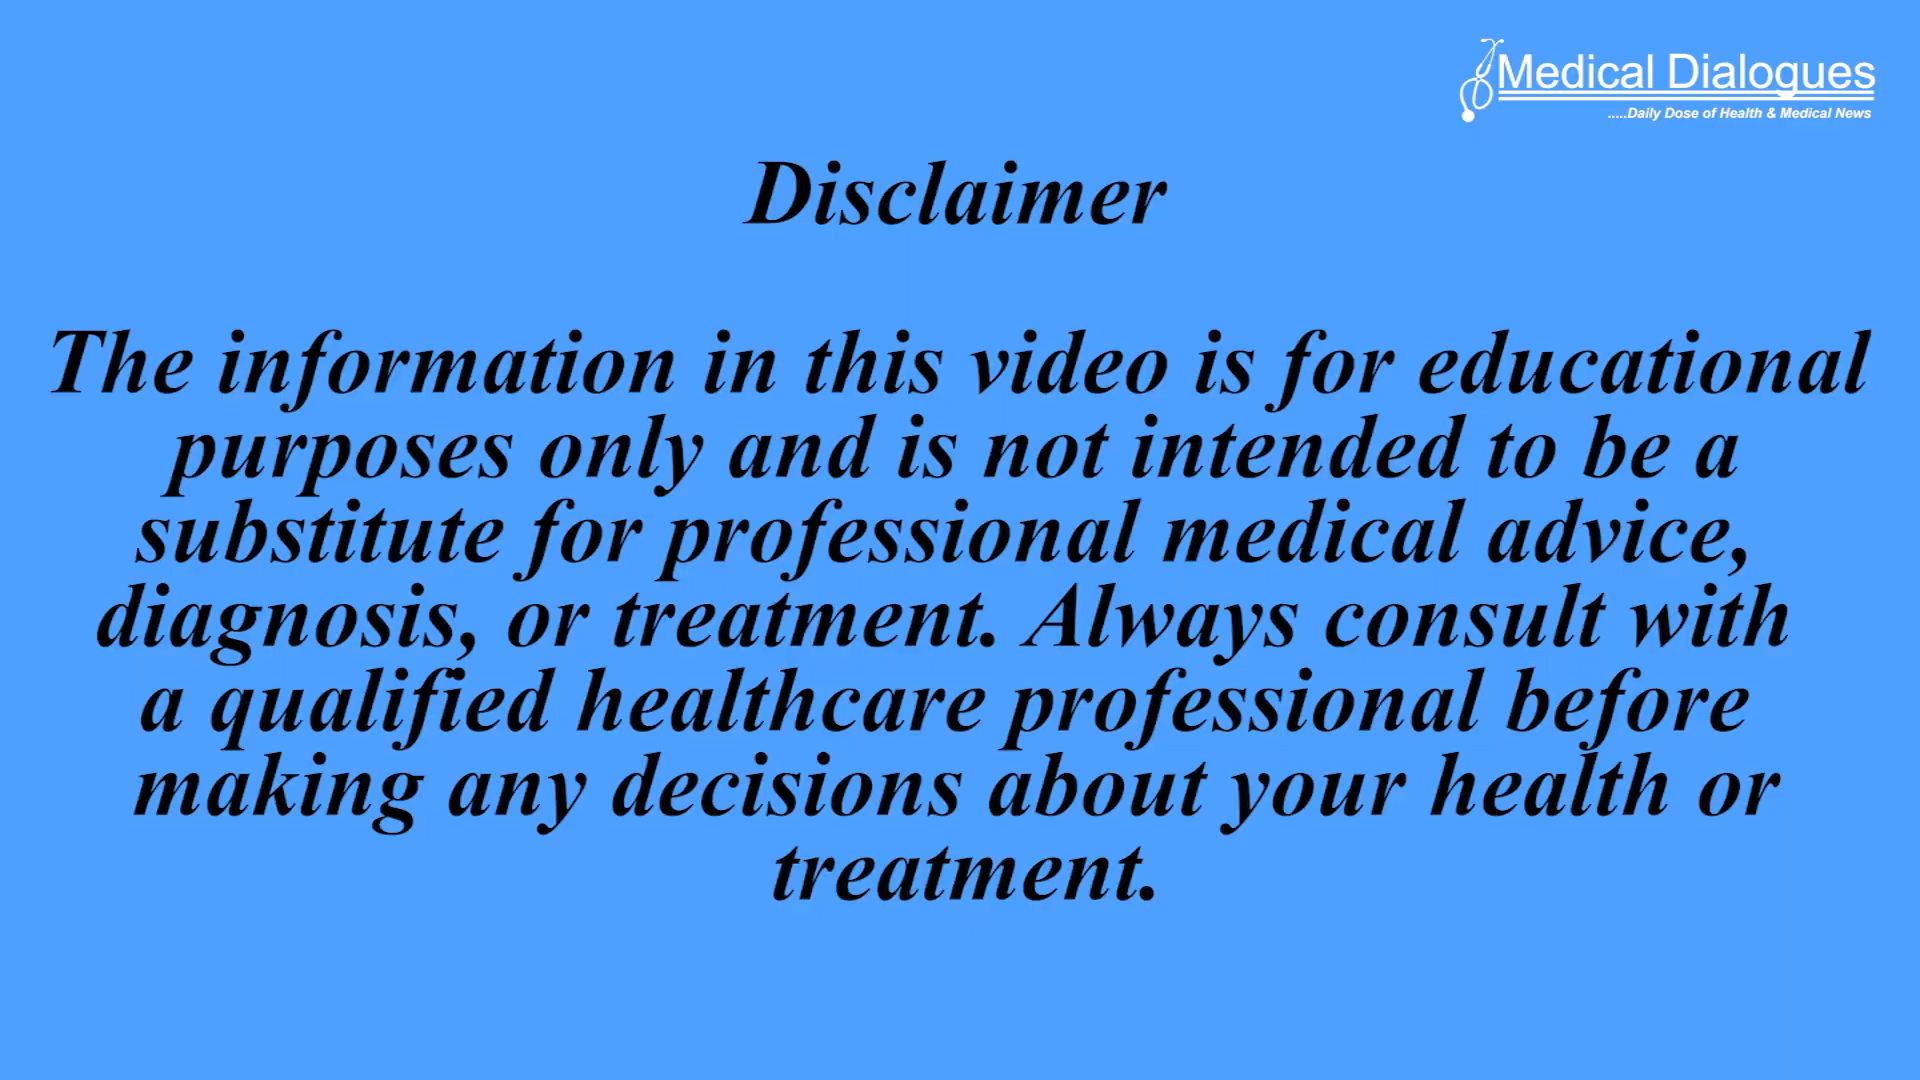 Medical Dialogues
.....Daily Dose of Health & Medical News
Disclaimer
The information in this video is for educational
purposes only and is not intended to be a
substitute for professional medical advice,
diagnosis, or treatment. Always consult with
a qualified healthcare professional before
making any decisions about your health or
treatment.